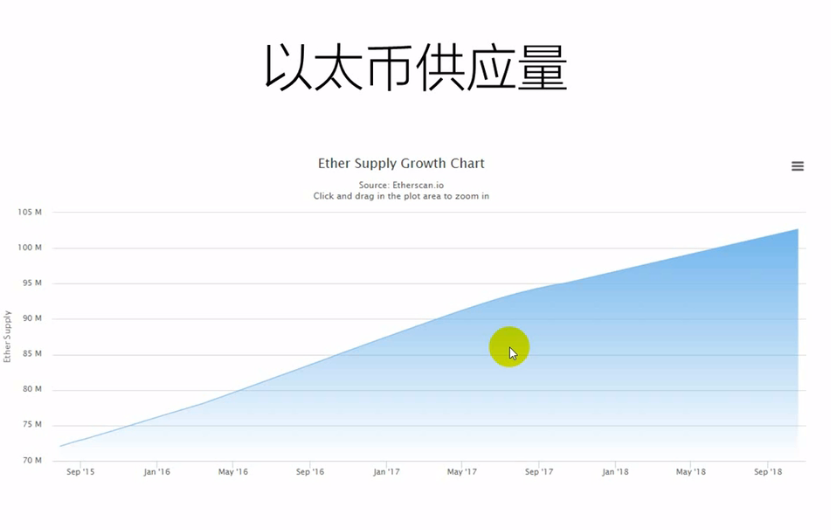 以太币供应量
Ether Supply Growth Chart
Source: Etherscan.io
Click and drag in the plot area to zoom in
105 M
100 M
95 M
90 M
85 M
80 M
75 M
70 M
Ether Supply
Sep '15
Jan '16
May '16
Sep '16
Jan '17
May '17
Sep '17
Jan '18
May '18
Sep '18